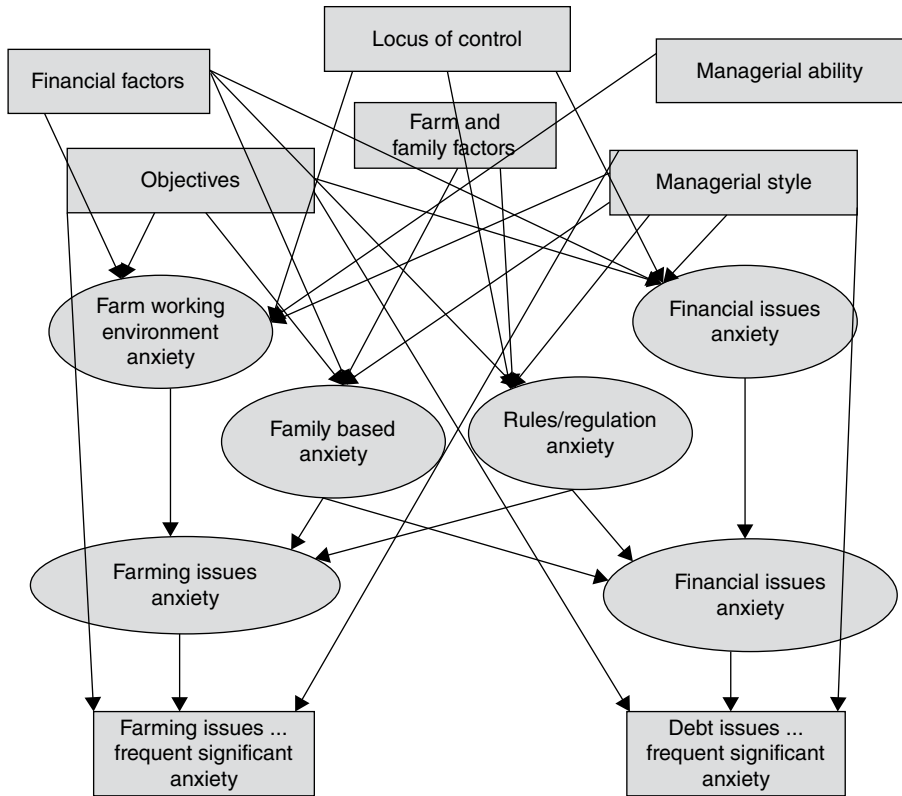 Locus of control
Financial factors
Managerial ability
Farm and
family factors
Objectives
Managerial style
Farm working
environment
anxiety
Financial issues
anxiety
Family based
anxiety
Rules/regulation
anxiety
Farming issues
anxiety
Financial issues
anxiety
Farming issues ...
frequent significant
anxiety
Debt issues ...
frequent significant
anxiety